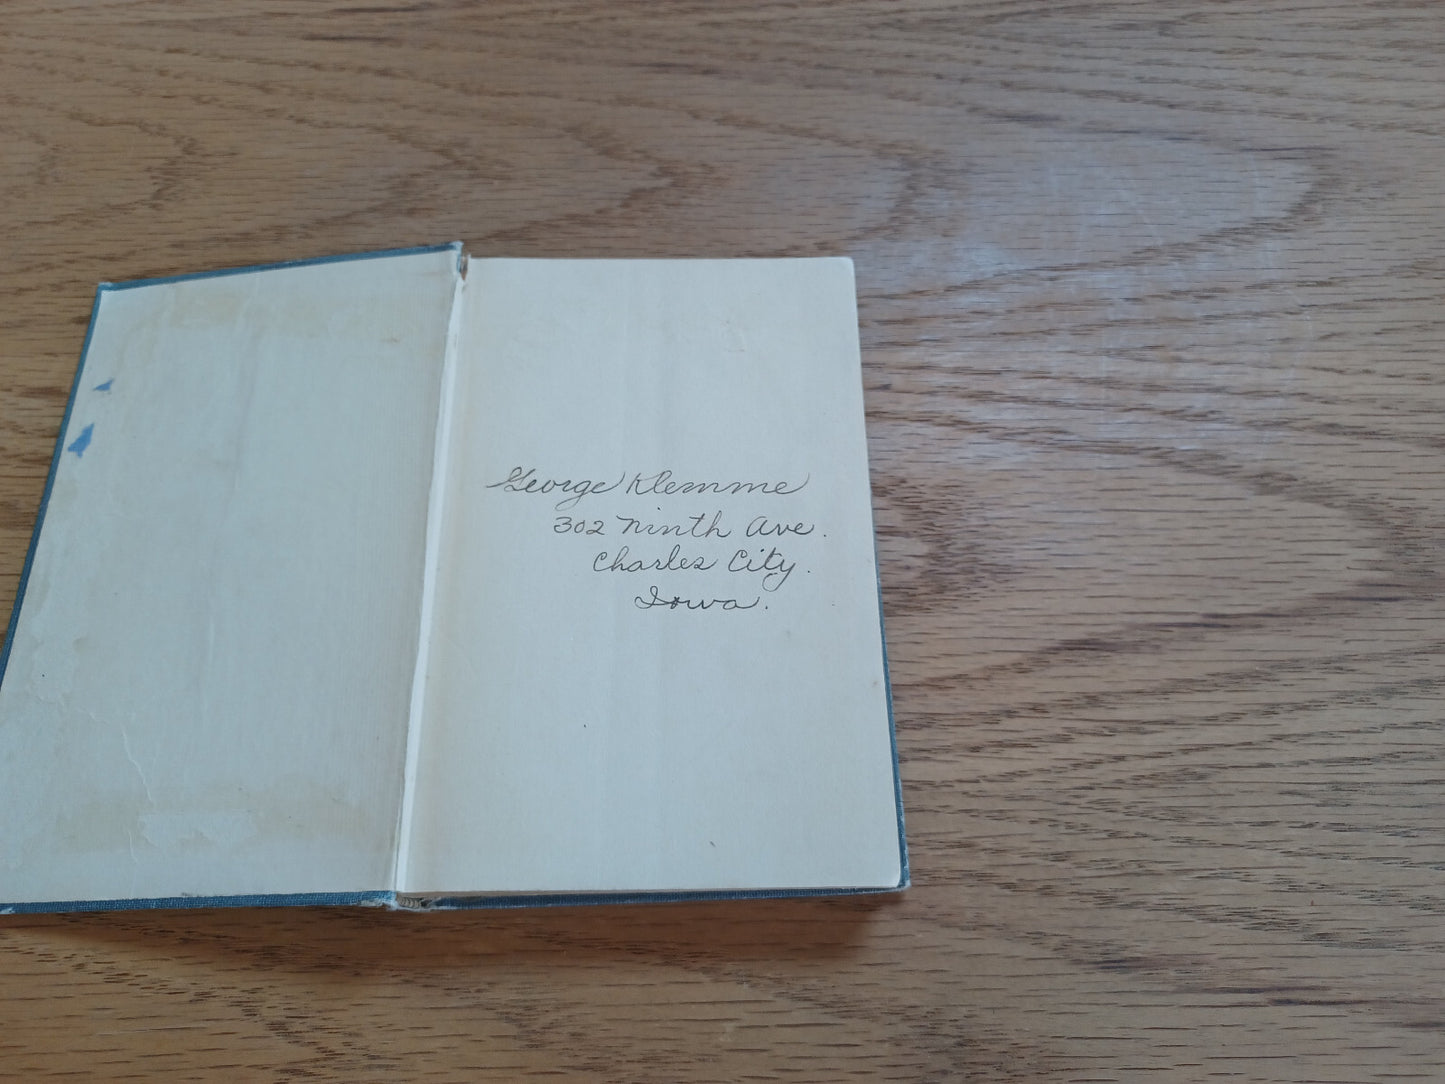 George Klemme
302 Ninth Ave.
Charles City.
Iowa.